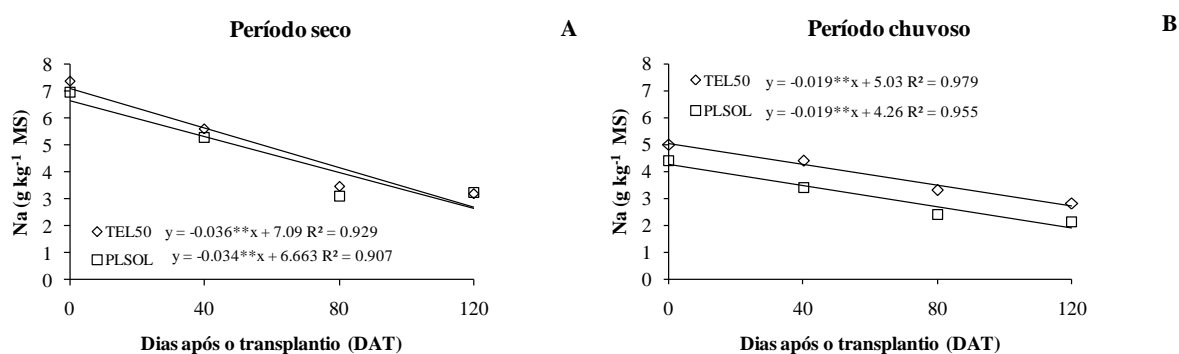 Período seco
A
8
7
6
5
4
3
2
1
0
Na (g kg-1 MS)
TEL50 y = -0.036**x + 7.09 R² = 0.929
PLSOL y = -0.034**x + 6.663 R² = 0.907
0 40 80 120
Dias após o transplantio (DAT)
Período chuvoso
B
8
7
6
5
4
3
2
1
0
Na (g kg-1 MS)
TEL50 y = -0.019**x + 5.03 R² = 0.979
PLSOL y = -0.019**x + 4.26 R² = 0.955
0 40 80 120
Dias após o transplantio (DAT)